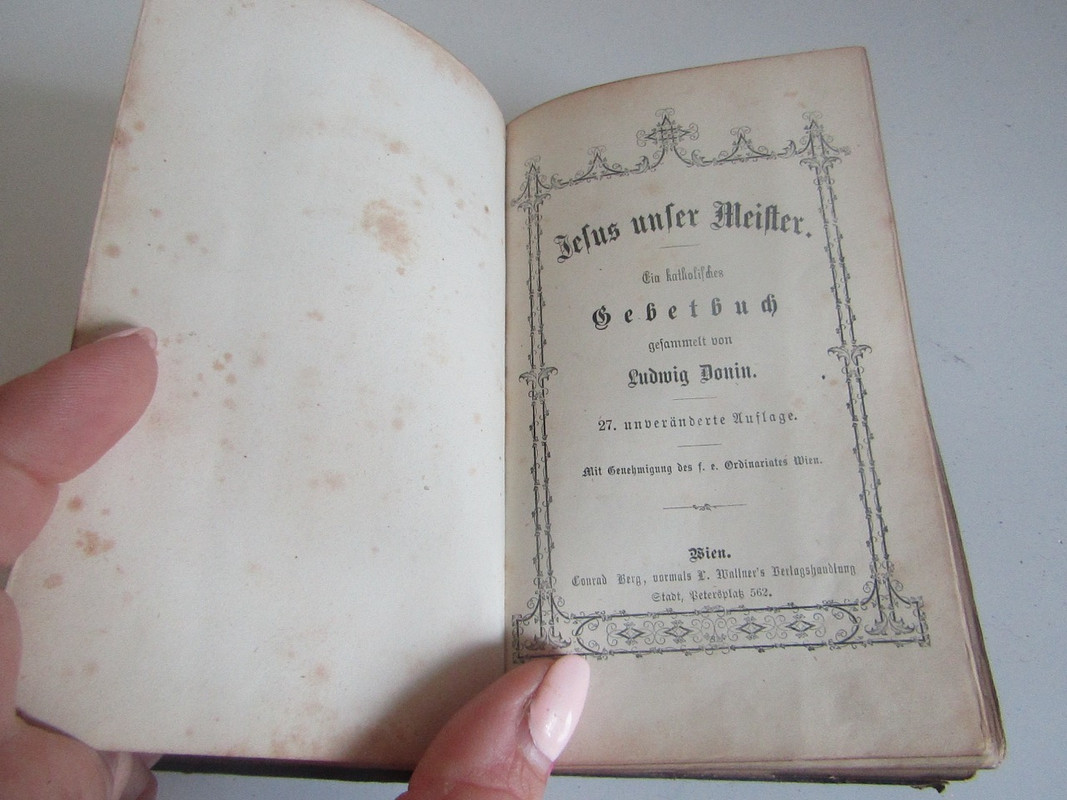 Jesus unser Meister.
Ein katholisches
Gebetbuch
gesammelt von
Ludwig Donin.
27. unveränderte Auflage.
Mit Genehmigung des f. e. Ordinariates Wien.
Wien.
Conrad Berg, vormals L. Wallner's Verlagshandlung
Stadt, Petersplatz 562.